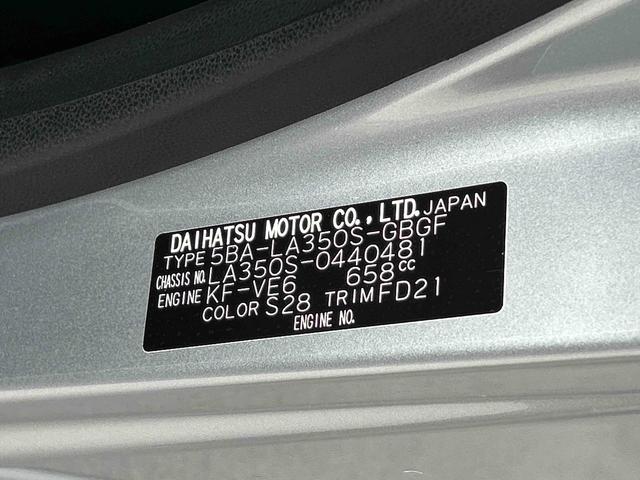 DAIHATSU MOTOR CO., LTD. JAPAN
TYPE 5BA-LA350S-GBGF
CHASSIS NO. LA350S-0440481
ENGINE KF-VE6 658cc
COLOR S28 TRIM FD21
ENGINE NO.